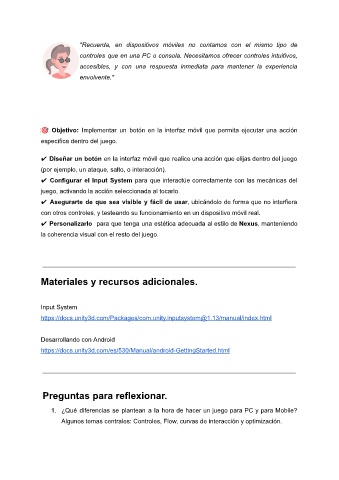 "Recuerda, en dispositivos móviles no contamos con el mismo tipo de
controles que en una PC o consola. Necesitamos ofrecer controles intuitivos,
accesibles, y con una respuesta inmediata para mantener la experiencia
envolvente."
🎯 Objetivo: Implementar un botón en la interfaz móvil que permita ejecutar una acción
específica dentro del juego.
✔ Diseñar un botón en la interfaz móvil que realice una acción que elijas dentro del juego
(por ejemplo, un ataque, salto, o interacción).
✔ Configurar el Input System para que interactúe correctamente con las mecánicas del
juego, activando la acción seleccionada al tocarlo.
✔ Asegurarte de que sea visible y fácil de usar, ubicándolo de forma que no interfiera
con otros controles, y testeando su funcionamiento en un dispositivo móvil real.
✔ Personalizarlo para que tenga una estética adecuada al estilo de Nexus, manteniendo
la coherencia visual con el resto del juego.
Materiales y recursos adicionales.
Input System
https://docs.unity3d.com/Packages/com.unity.inputsystem@1.13/manual/index.html
Desarrollando con Android
https://docs.unity3d.com/es/530/Manual/android-GettingStarted.html
Preguntas para reflexionar.
1. ¿Qué diferencias se plantean a la hora de hacer un juego para PC y para Mobile?
Algunos temas centrales: Controles, Flow, curvas de interacción y optimización.